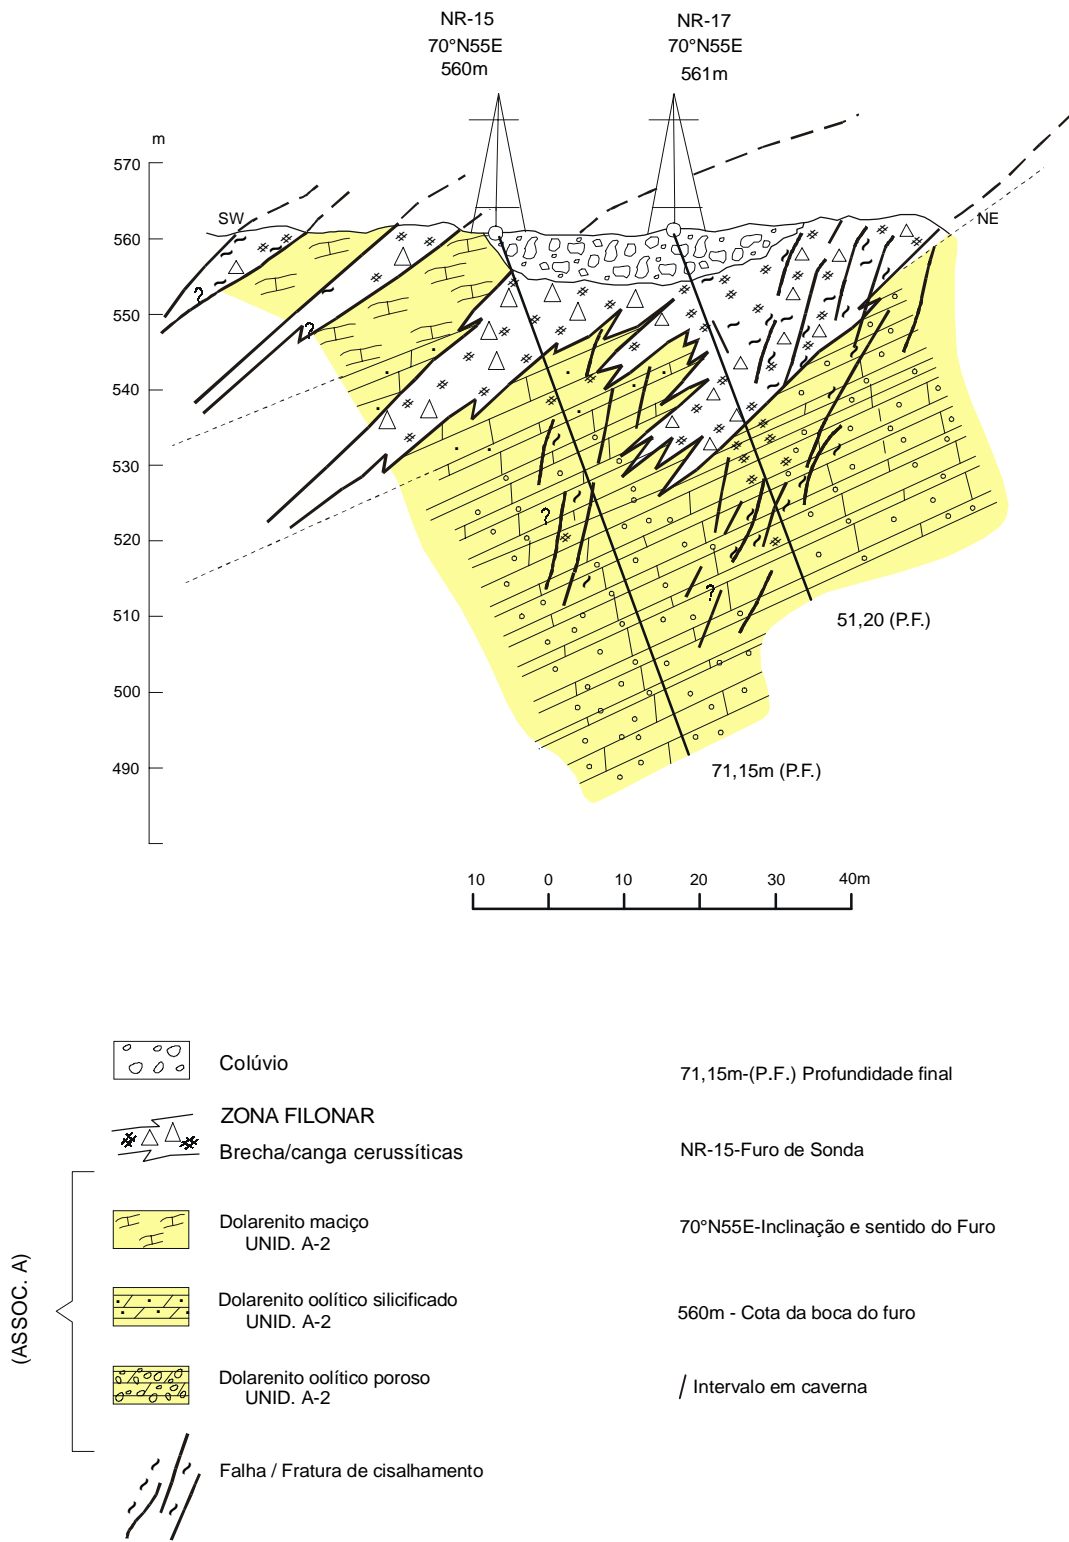 NR-15
70°N55E
560m
NR-17
70°N55E
561m
m
570
560
550
540
530
520
510
500
490
SW
NE
?
?
?
?
51,20 (P.F.)
71,15m (P.F.)
10 0 10 20 30 40m
Colúvio
ZONA FILONAR
Brecha/canga cerussíticas
(ASSOC. A)
Dolarenito maciço
UNID. A-2
Dolarenito oolítico silicificado
UNID. A-2
Dolarenito oolítico poroso
UNID. A-2
Falha / Fratura de cisalhamento
71,15m-(P.F.) Profundidade final
NR-15-Furo de Sonda
70°N55E-Inclinação e sentido do Furo
560m - Cota da boca do furo
/ Intervalo em caverna